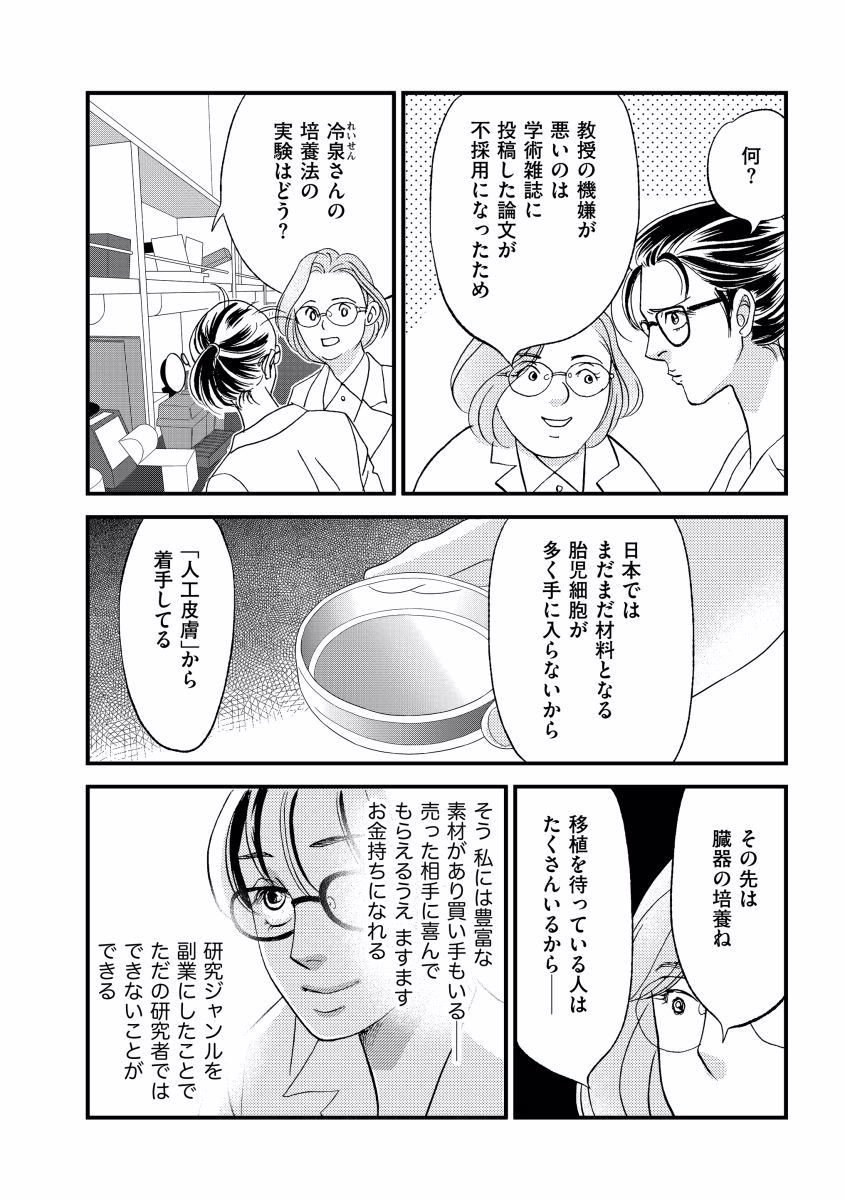 何?
教授の機嫌が
悪いのは
学術雑誌に
投稿した論文が
不採用になったため
冷泉さんの
れいせん
培養法の
実験はどう?
日本では
まだまだ材料となる
胎児細胞が
多く手に入らないから
「人工皮膚」から
着手してる
その先は
臓器の培養ね
移植を待っている人は
たくさんいるから――
そう 私には豊富な
素材があり買い手もいる――
売った相手に喜んで
もらえるうえ ますます
お金持ちになれる
研究ジャンルを
副業にしたことで
ただの研究者では
できないことが
できる